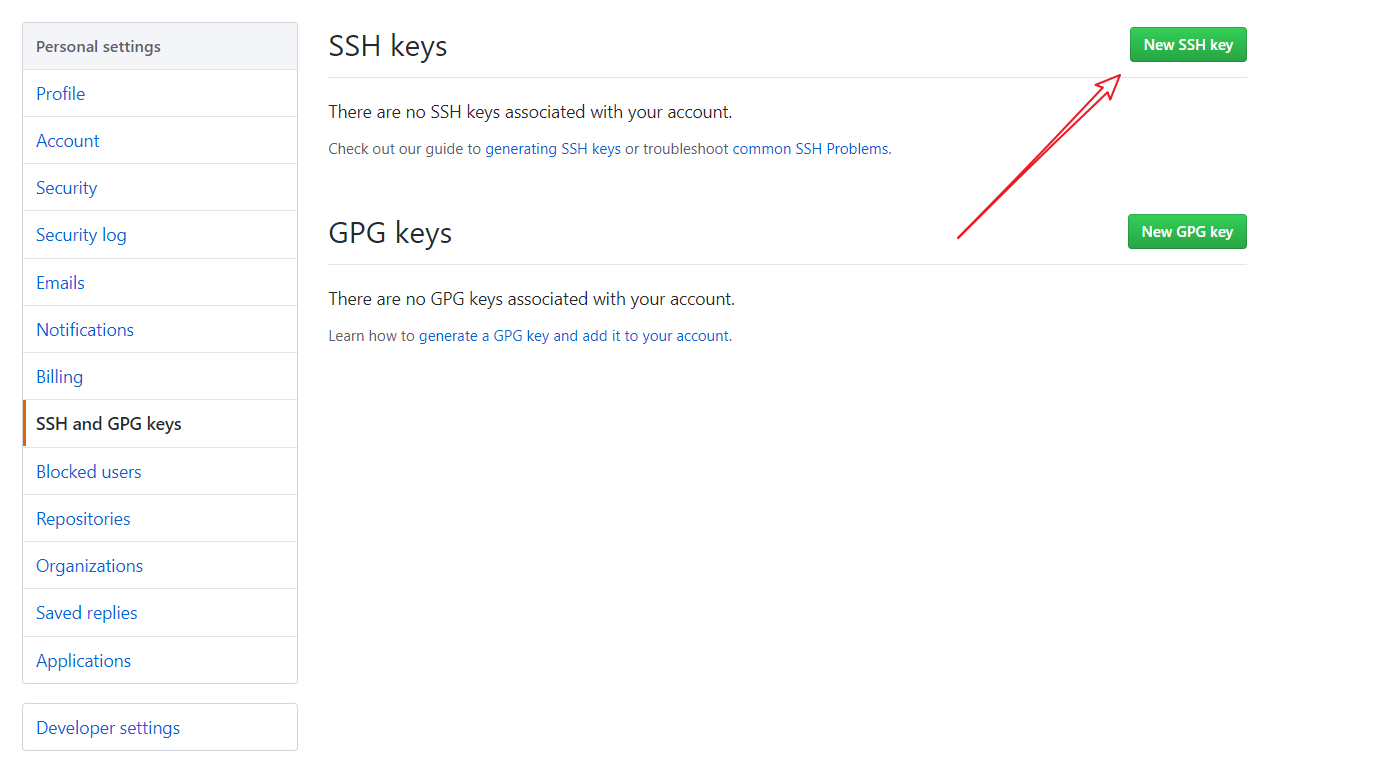 Personal settings
Profile
Account
Security
Security log
Emails
Notifications
Billing
SSH and GPG keys
Blocked users
Repositories
Organizations
Saved replies
Applications
Developer settings
SSH keys
New SSH key
There are no SSH keys associated with your account.
Check out our guide to generating SSH keys or troubleshoot common SSH Problems.
GPG keys
New GPG key
There are no GPG keys associated with your account.
Learn how to generate a GPG key and add it to your account.